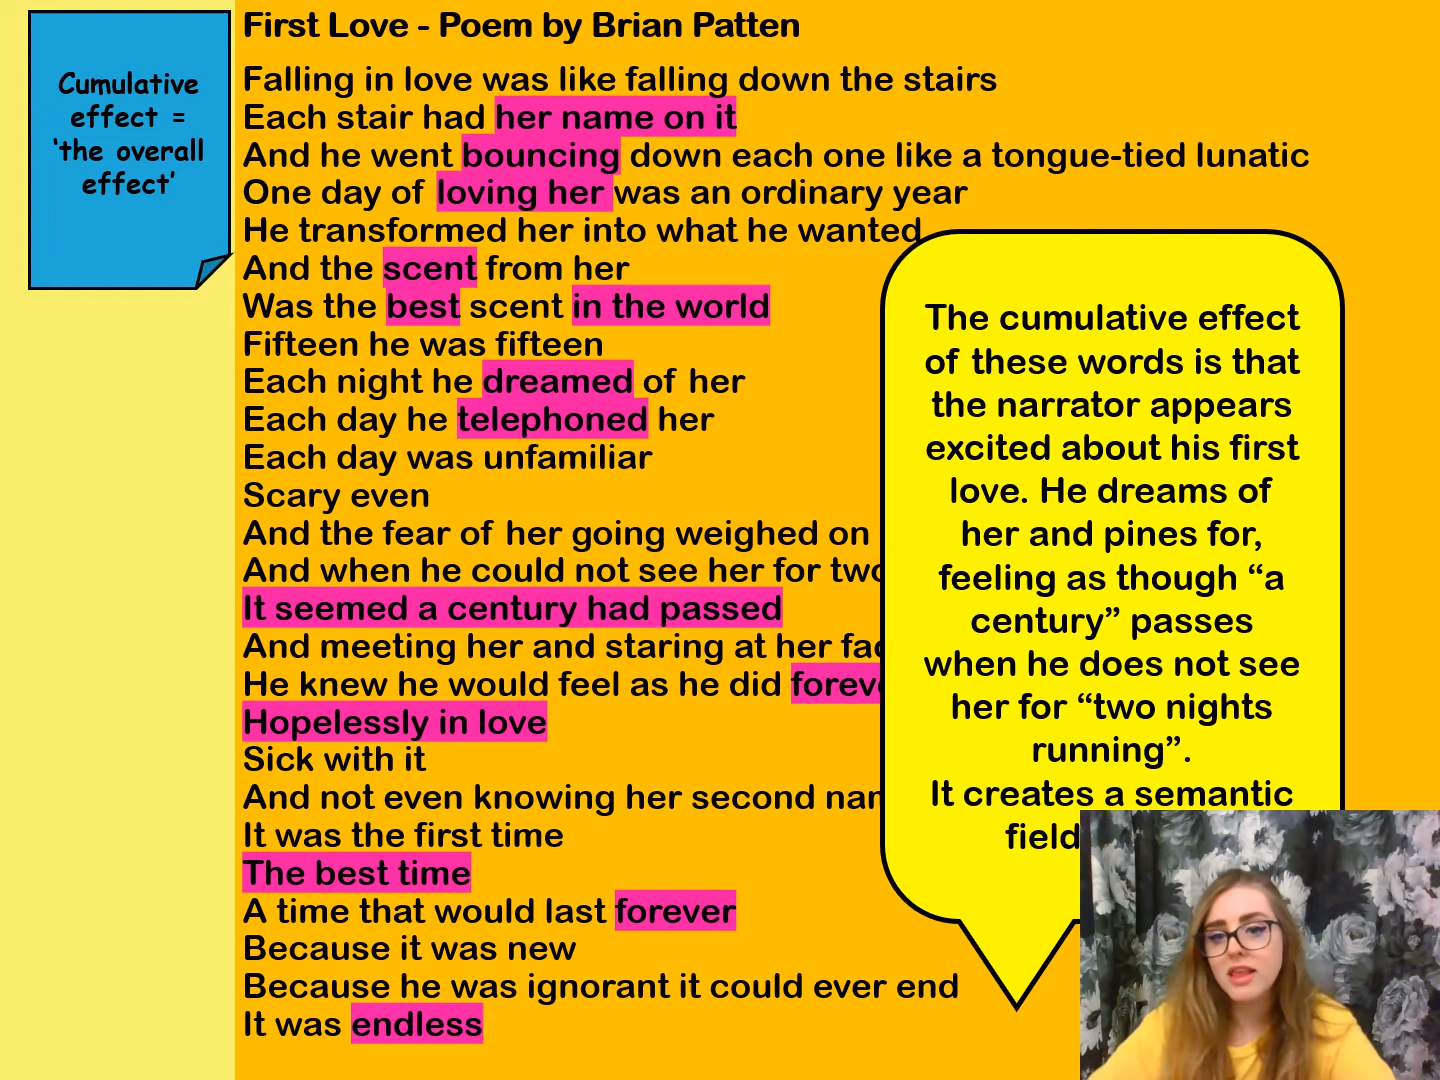 Cumulative
effect =
‘the overall
effect’
First Love - Poem by Brian Patten
Falling in love was like falling down the stairs
Each stair had her name on it
And he went bouncing down each one like a tongue-tied lunatic
One day of loving her was an ordinary year
He transformed her into what he wanted
And the scent from her
Was the best scent in the world
Fifteen he was fifteen
Each night he dreamed of her
Each day he telephoned her
Each day was unfamiliar
Scary even
And the fear of her going weighed on
And when he could not see her for
It seemed a century had passed
And meeting her and staring at her
He knew he would feel as he did
Hopelessly in love
Sick with it
And not even knowing her second
It was the first time
The best time
A time that would last forever
Because it was new
Because he was ignorant it could ever end
It was endless
The cumulative effect
of these words is that
the narrator appears
excited about his first
love. He dreams of
her and pines for,
feeling as though “a
century” passes
when he does not see
her for “two nights
running”.
It creates a semantic
field